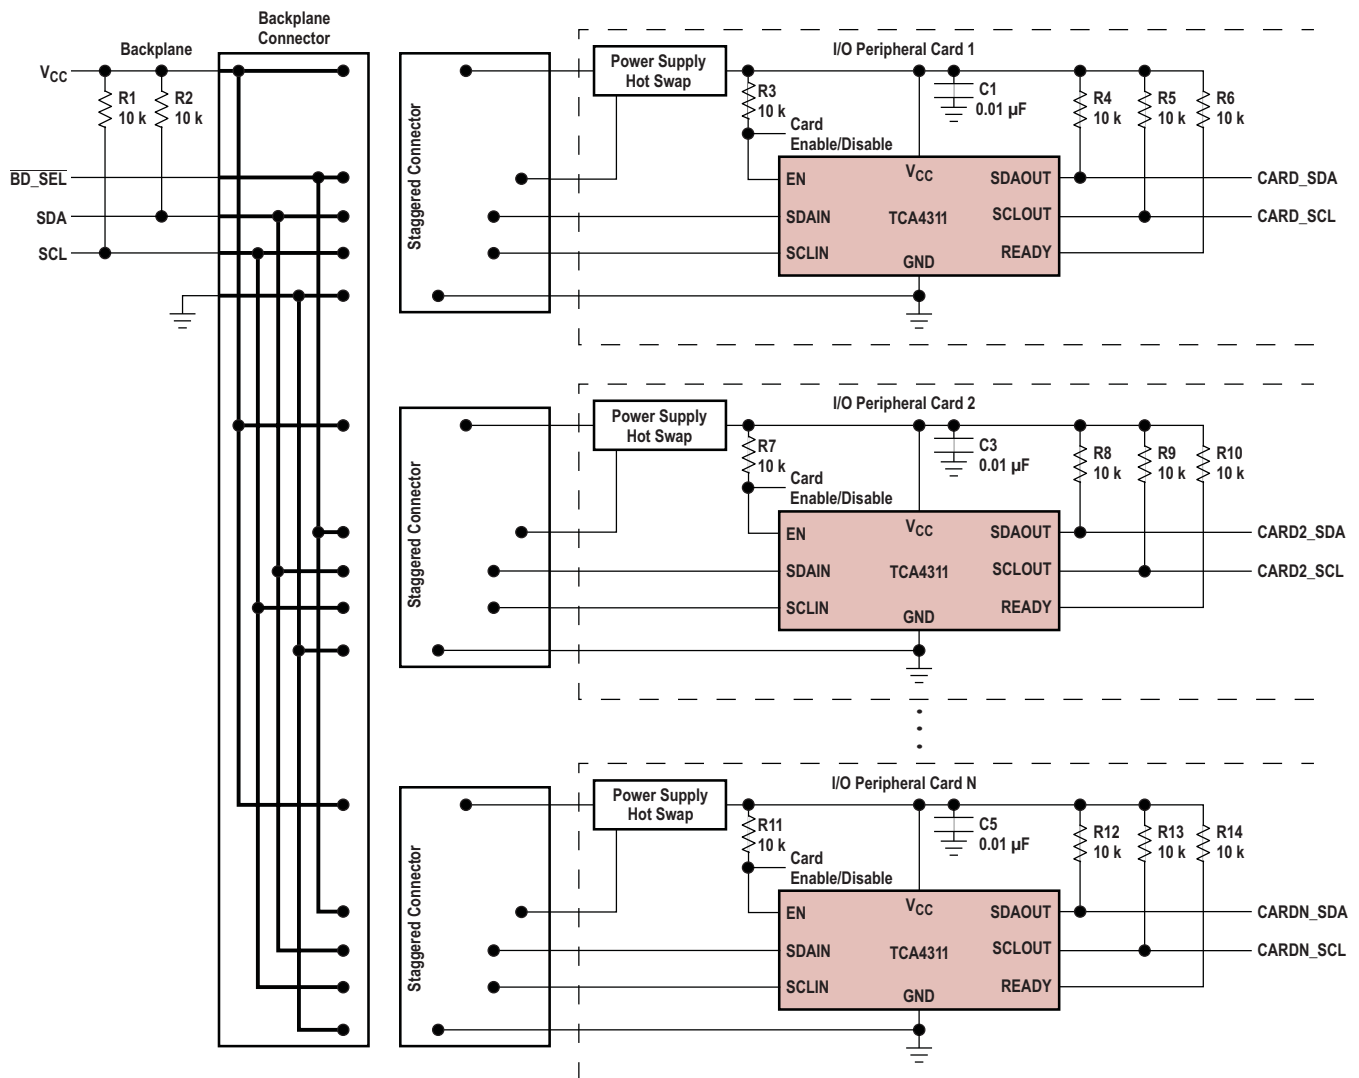 Backplane
Connector
Backplane
VCC
R1
10 k
R2
10 k
BD_SEL
SDA
SCL
Staggered Connector
I/O Peripheral Card 1
Power Supply
Hot Swap
R3
10 k
Card
Enable/Disable
C1
0.01 µF
R4
10 k
R5
10 k
R6
10 k
EN
VCC
SDAOUT
CARD_SDA
SDAIN
TCA4311
SCLOUT
CARD_SCL
SCLIN
GND
READY
Staggered Connector
I/O Peripheral Card 2
Power Supply
Hot Swap
R7
10 k
Card
Enable/Disable
C3
0.01 µF
R8
10 k
R9
10 k
R10
10 k
EN
VCC
SDAOUT
CARD2_SDA
SDAIN
TCA4311
SCLOUT
CARD2_SCL
SCLIN
GND
READY
Staggered Connector
I/O Peripheral Card N
Power Supply
Hot Swap
R11
10 k
Card
Enable/Disable
C5
0.01 µF
R12
10 k
R13
10 k
R14
10 k
EN
VCC
SDAOUT
CARDN_SDA
SDAIN
TCA4311
SCLOUT
CARDN_SCL
SCLIN
GND
READY